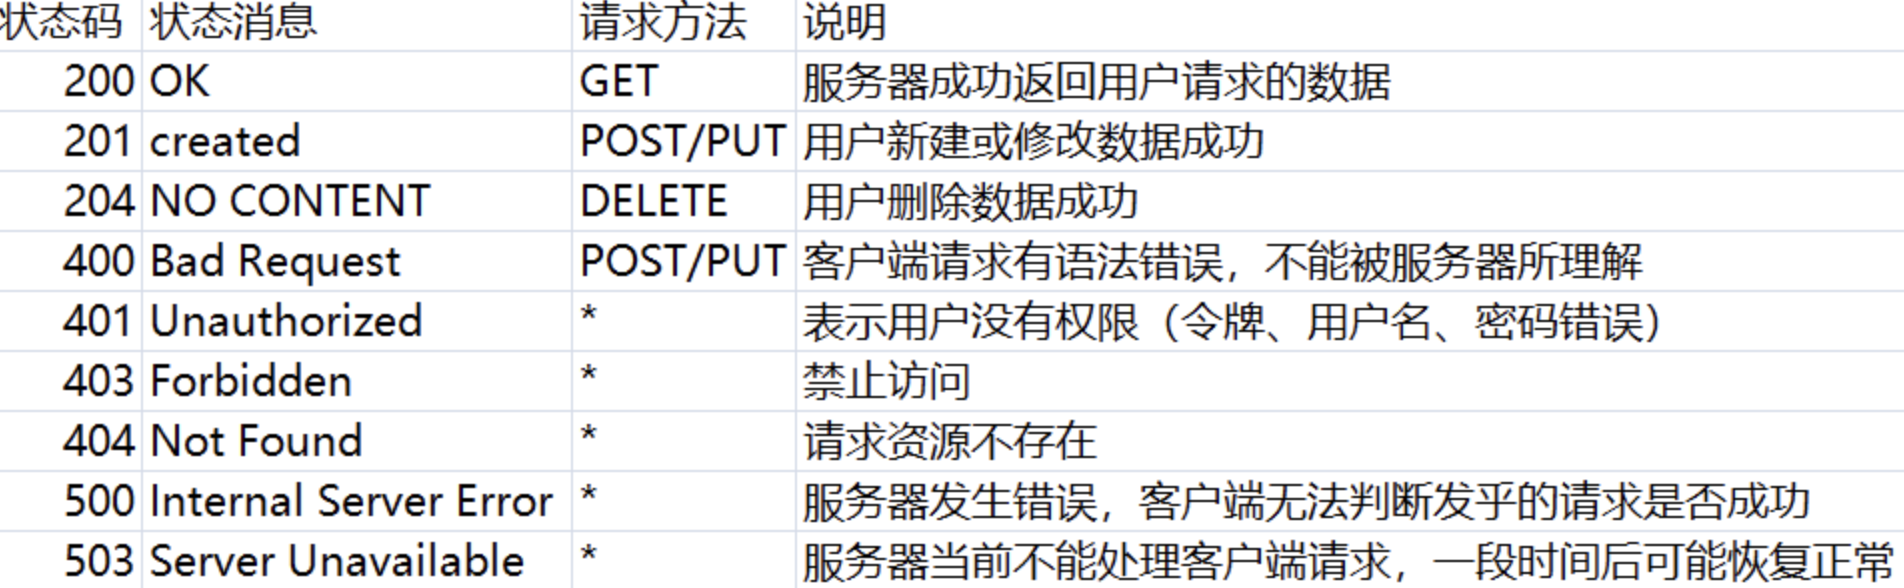 状态码 状态消息 请求方法 说明
200 OK GET 服务器成功返回用户请求的数据
201 created POST/PUT 用户新建或修改数据成功
204 NO CONTENT DELETE 用户删除数据成功
400 Bad Request POST/PUT 客户端请求有语法错误，不能被服务器所理解
401 Unauthorized * 表示用户没有权限（令牌、用户名、密码错误）
403 Forbidden * 禁止访问
404 Not Found * 请求资源不存在
500 Internal Server Error * 服务器发生错误，客户端无法判断发乎的请求是否成功
503 Server Unavailable * 服务器当前不能处理客户端请求，一段时间后可能恢复正常